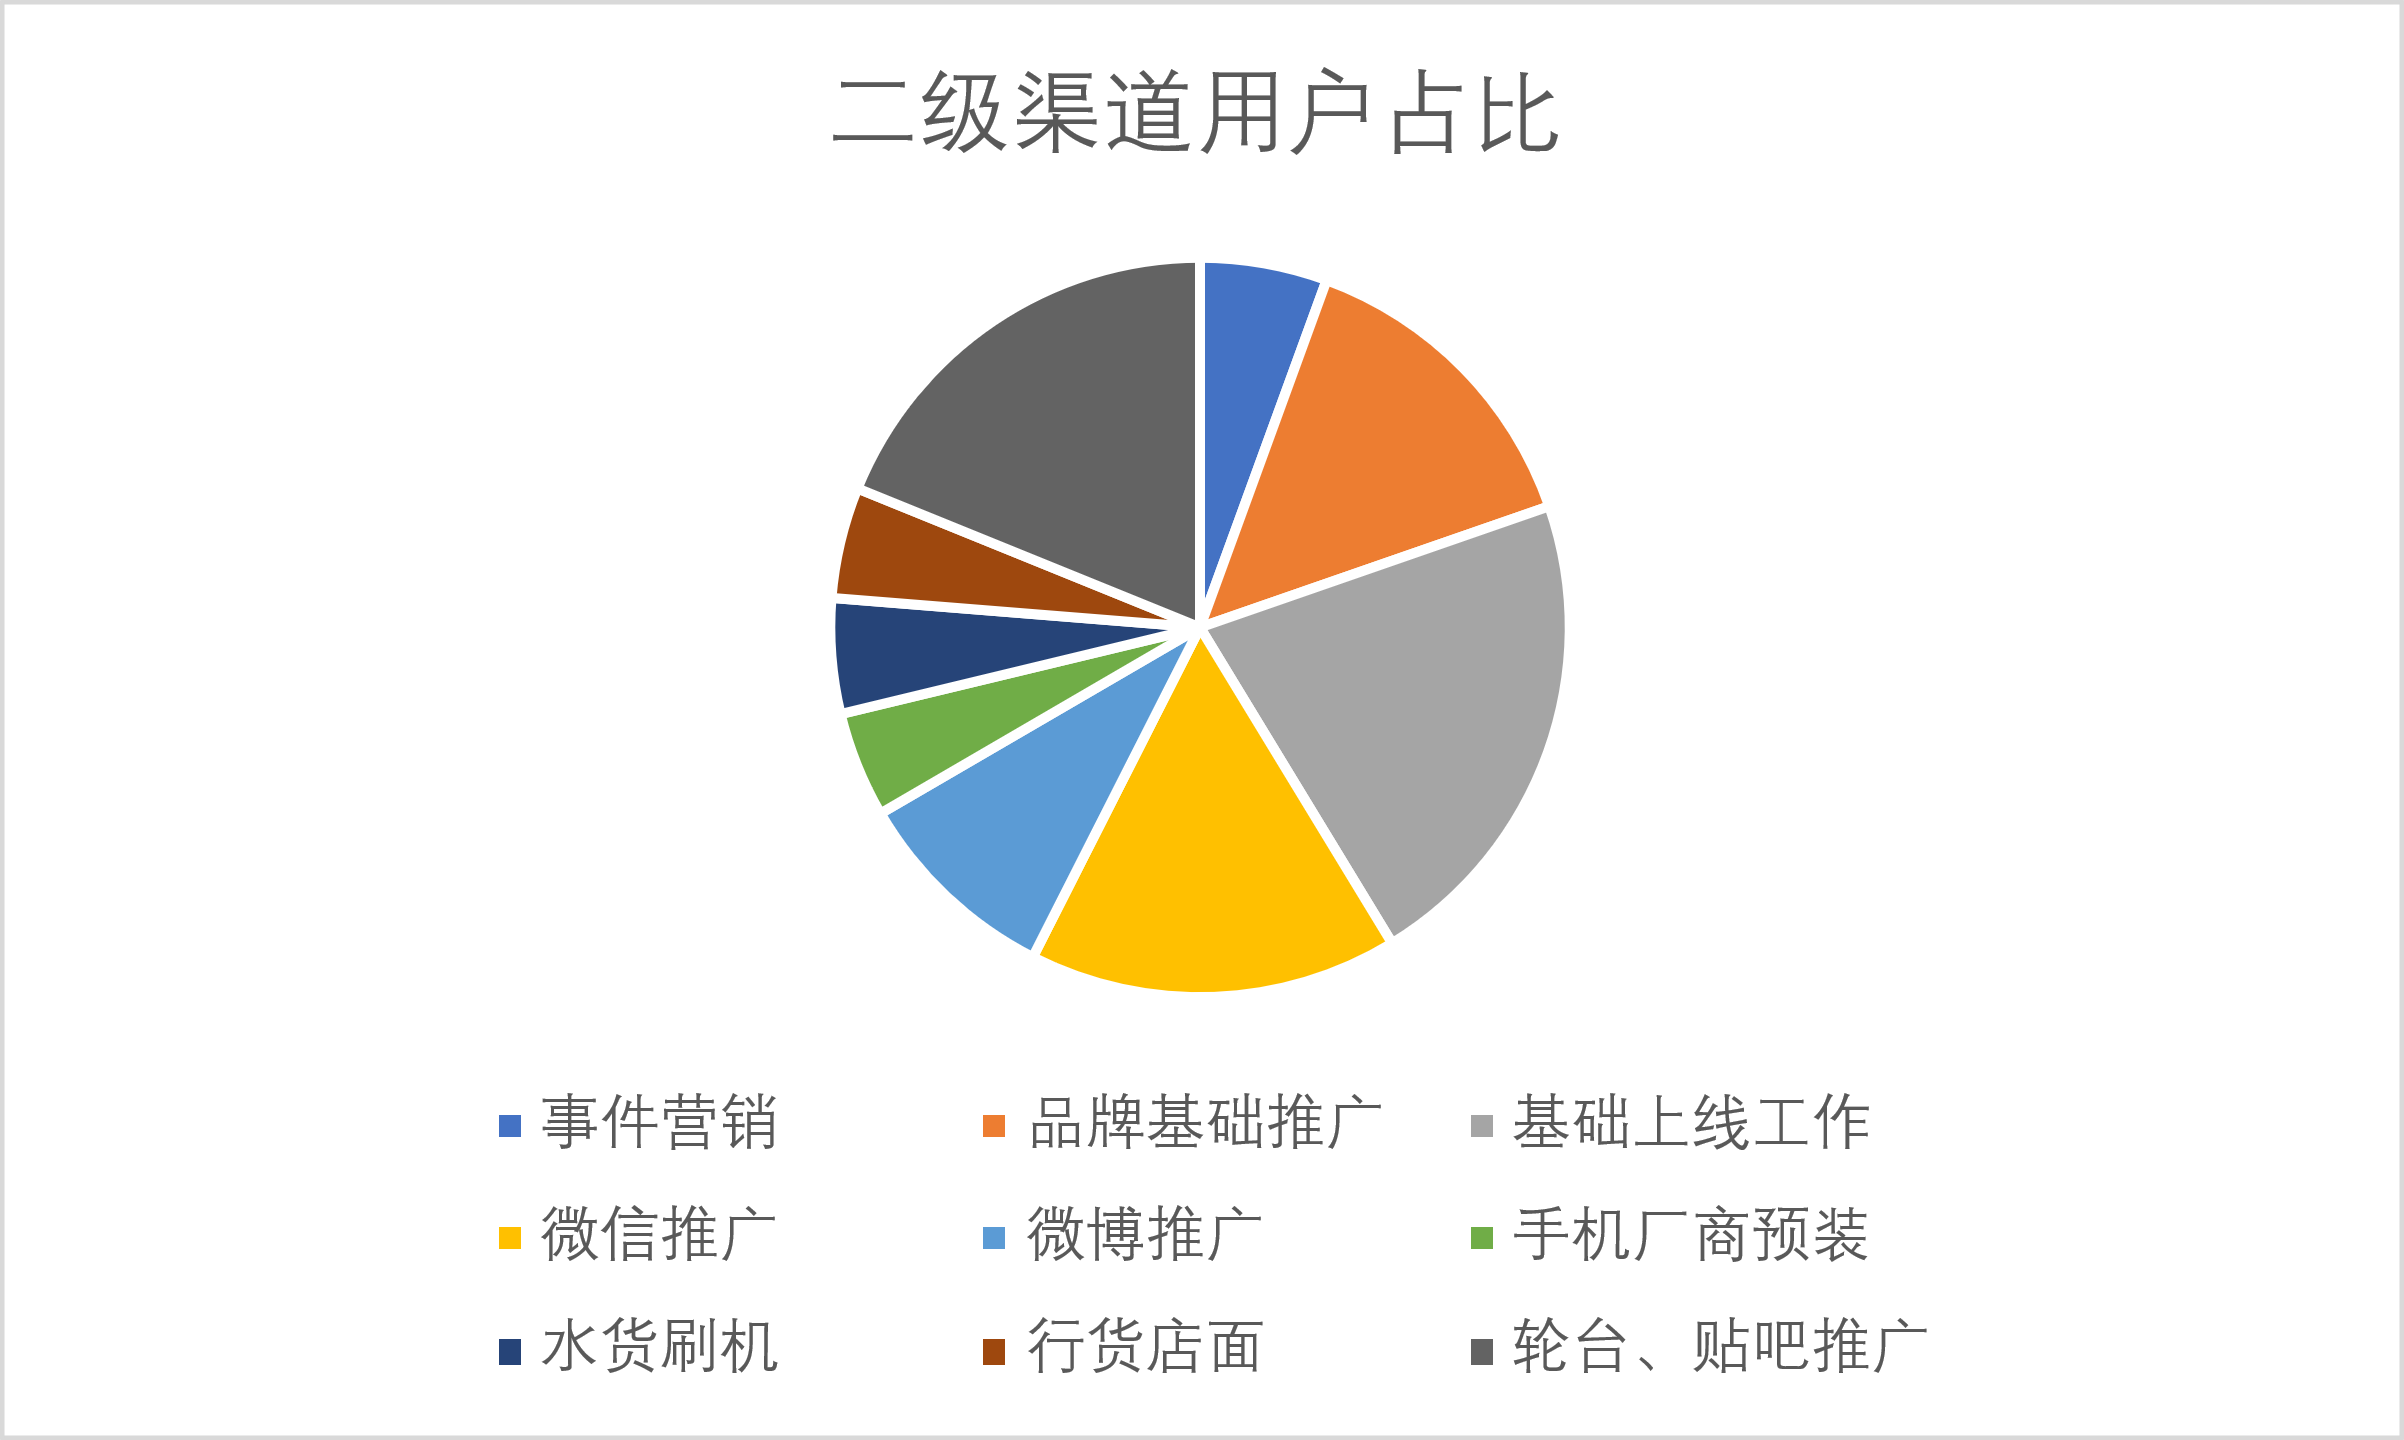 二级渠道用户占比
事件营销 品牌基础推广 基础上线工作
微信推广 微博推广 手机厂商预装
水货刷机 行货店面 轮台、贴吧推广